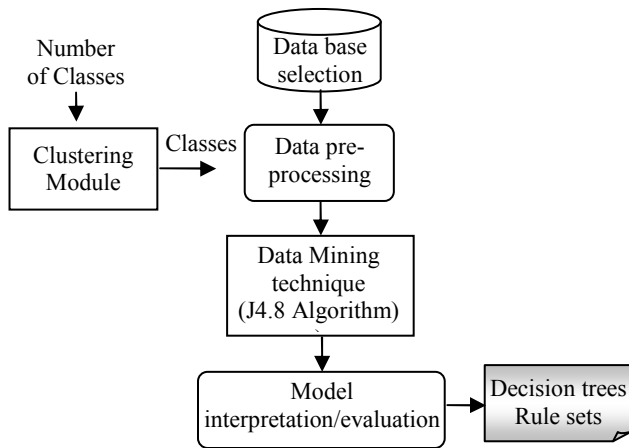 Number
of Classes
Data base
selection
Clustering
Module
Classes
Data pre-
processing
Data Mining
technique
(J4.8 Algorithm)
Model
interpretation/evaluation
Decision trees
Rule sets